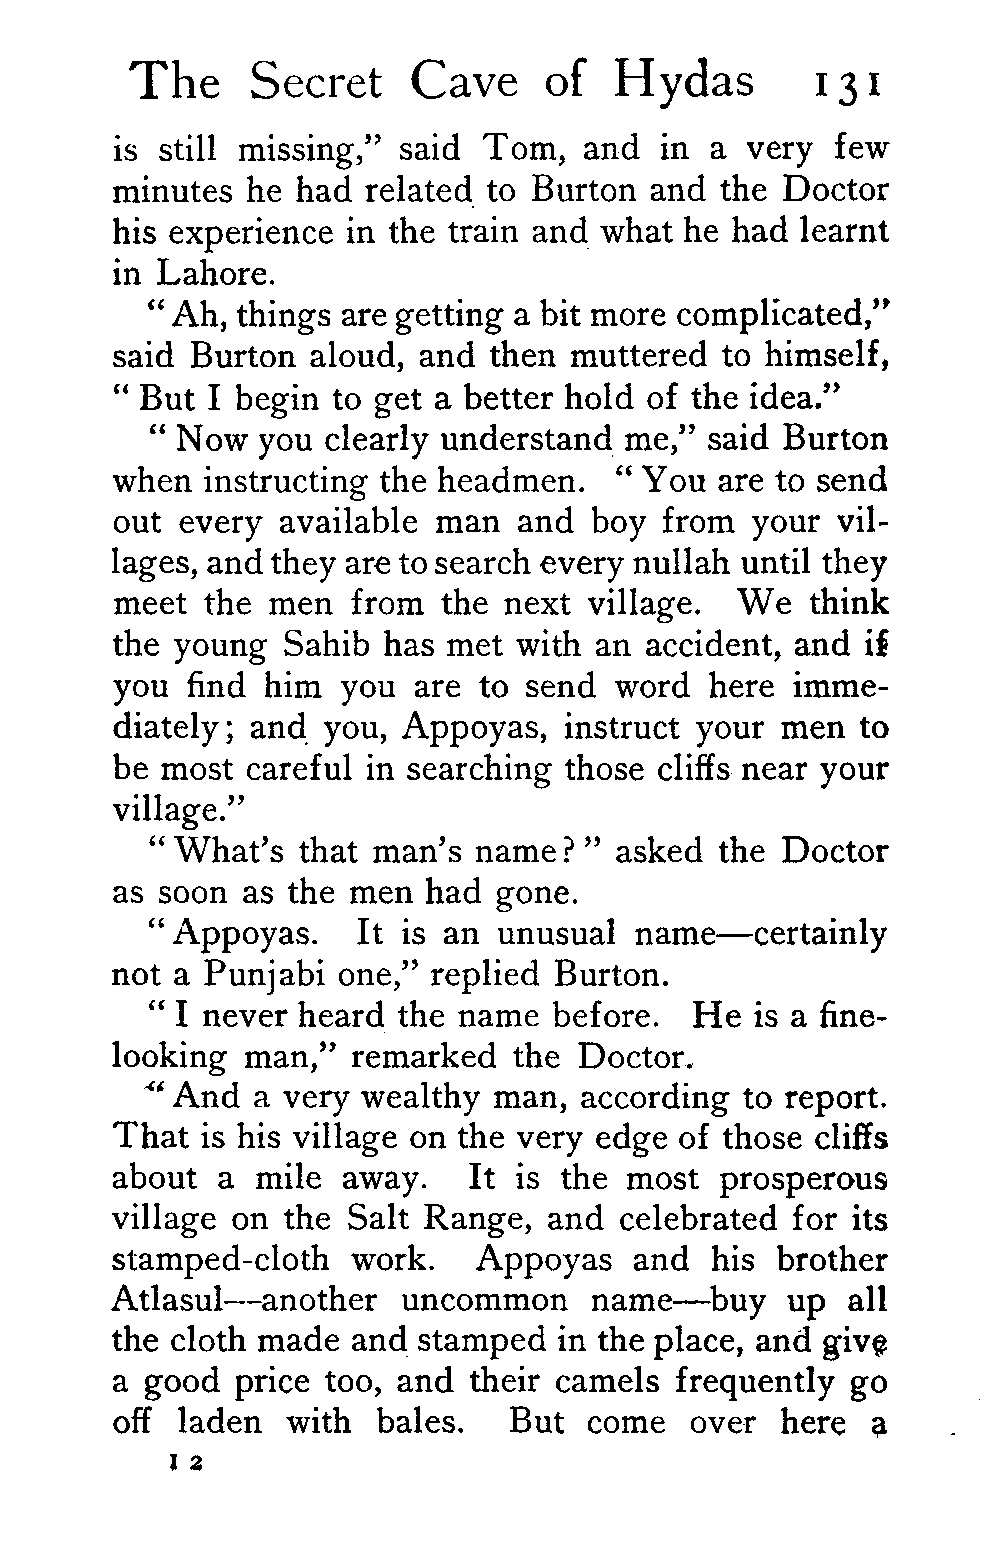 The Secret Cave of Hydas 131
is still missing,” said Tom, and in a very few
minutes he had related to Burton and the Doctor
his experience in the train and what he had learnt
in Lahore.
“Ah, things are getting a bit more complicated,”
said Burton aloud, and then muttered to himself,
“But I begin to get a better hold of the idea.”
“Now you clearly understand me,” said Burton
when instructing the headmen. “You are to send
out every available man and boy from your vil-
lages, and they are to search every nullah until they
meet the men from the next village. We think
the young Sahib has met with an accident, and if
you find him you are to send word here imme-
diately; and you, Appoyas, instruct your men to
be most careful in searching those cliffs near your
village.”
“What’s that man’s name?” asked the Doctor
as soon as the men had gone.
“Appoyas. It is an unusual name—certainly
not a Punjabi one,” replied Burton.
“I never heard the name before. He is a fine-
looking man,” remarked the Doctor.
“And a very wealthy man, according to report.
That is his village on the very edge of those cliffs
about a mile away. It is the most prosperous
village on the Salt Range, and celebrated for its
stamped-cloth work. Appoyas and his brother
Atlasul—another uncommon name—buy up all
the cloth made and stamped in the place, and give
a good price too, and their camels frequently go
off laden with bales. But come over here a
I 2